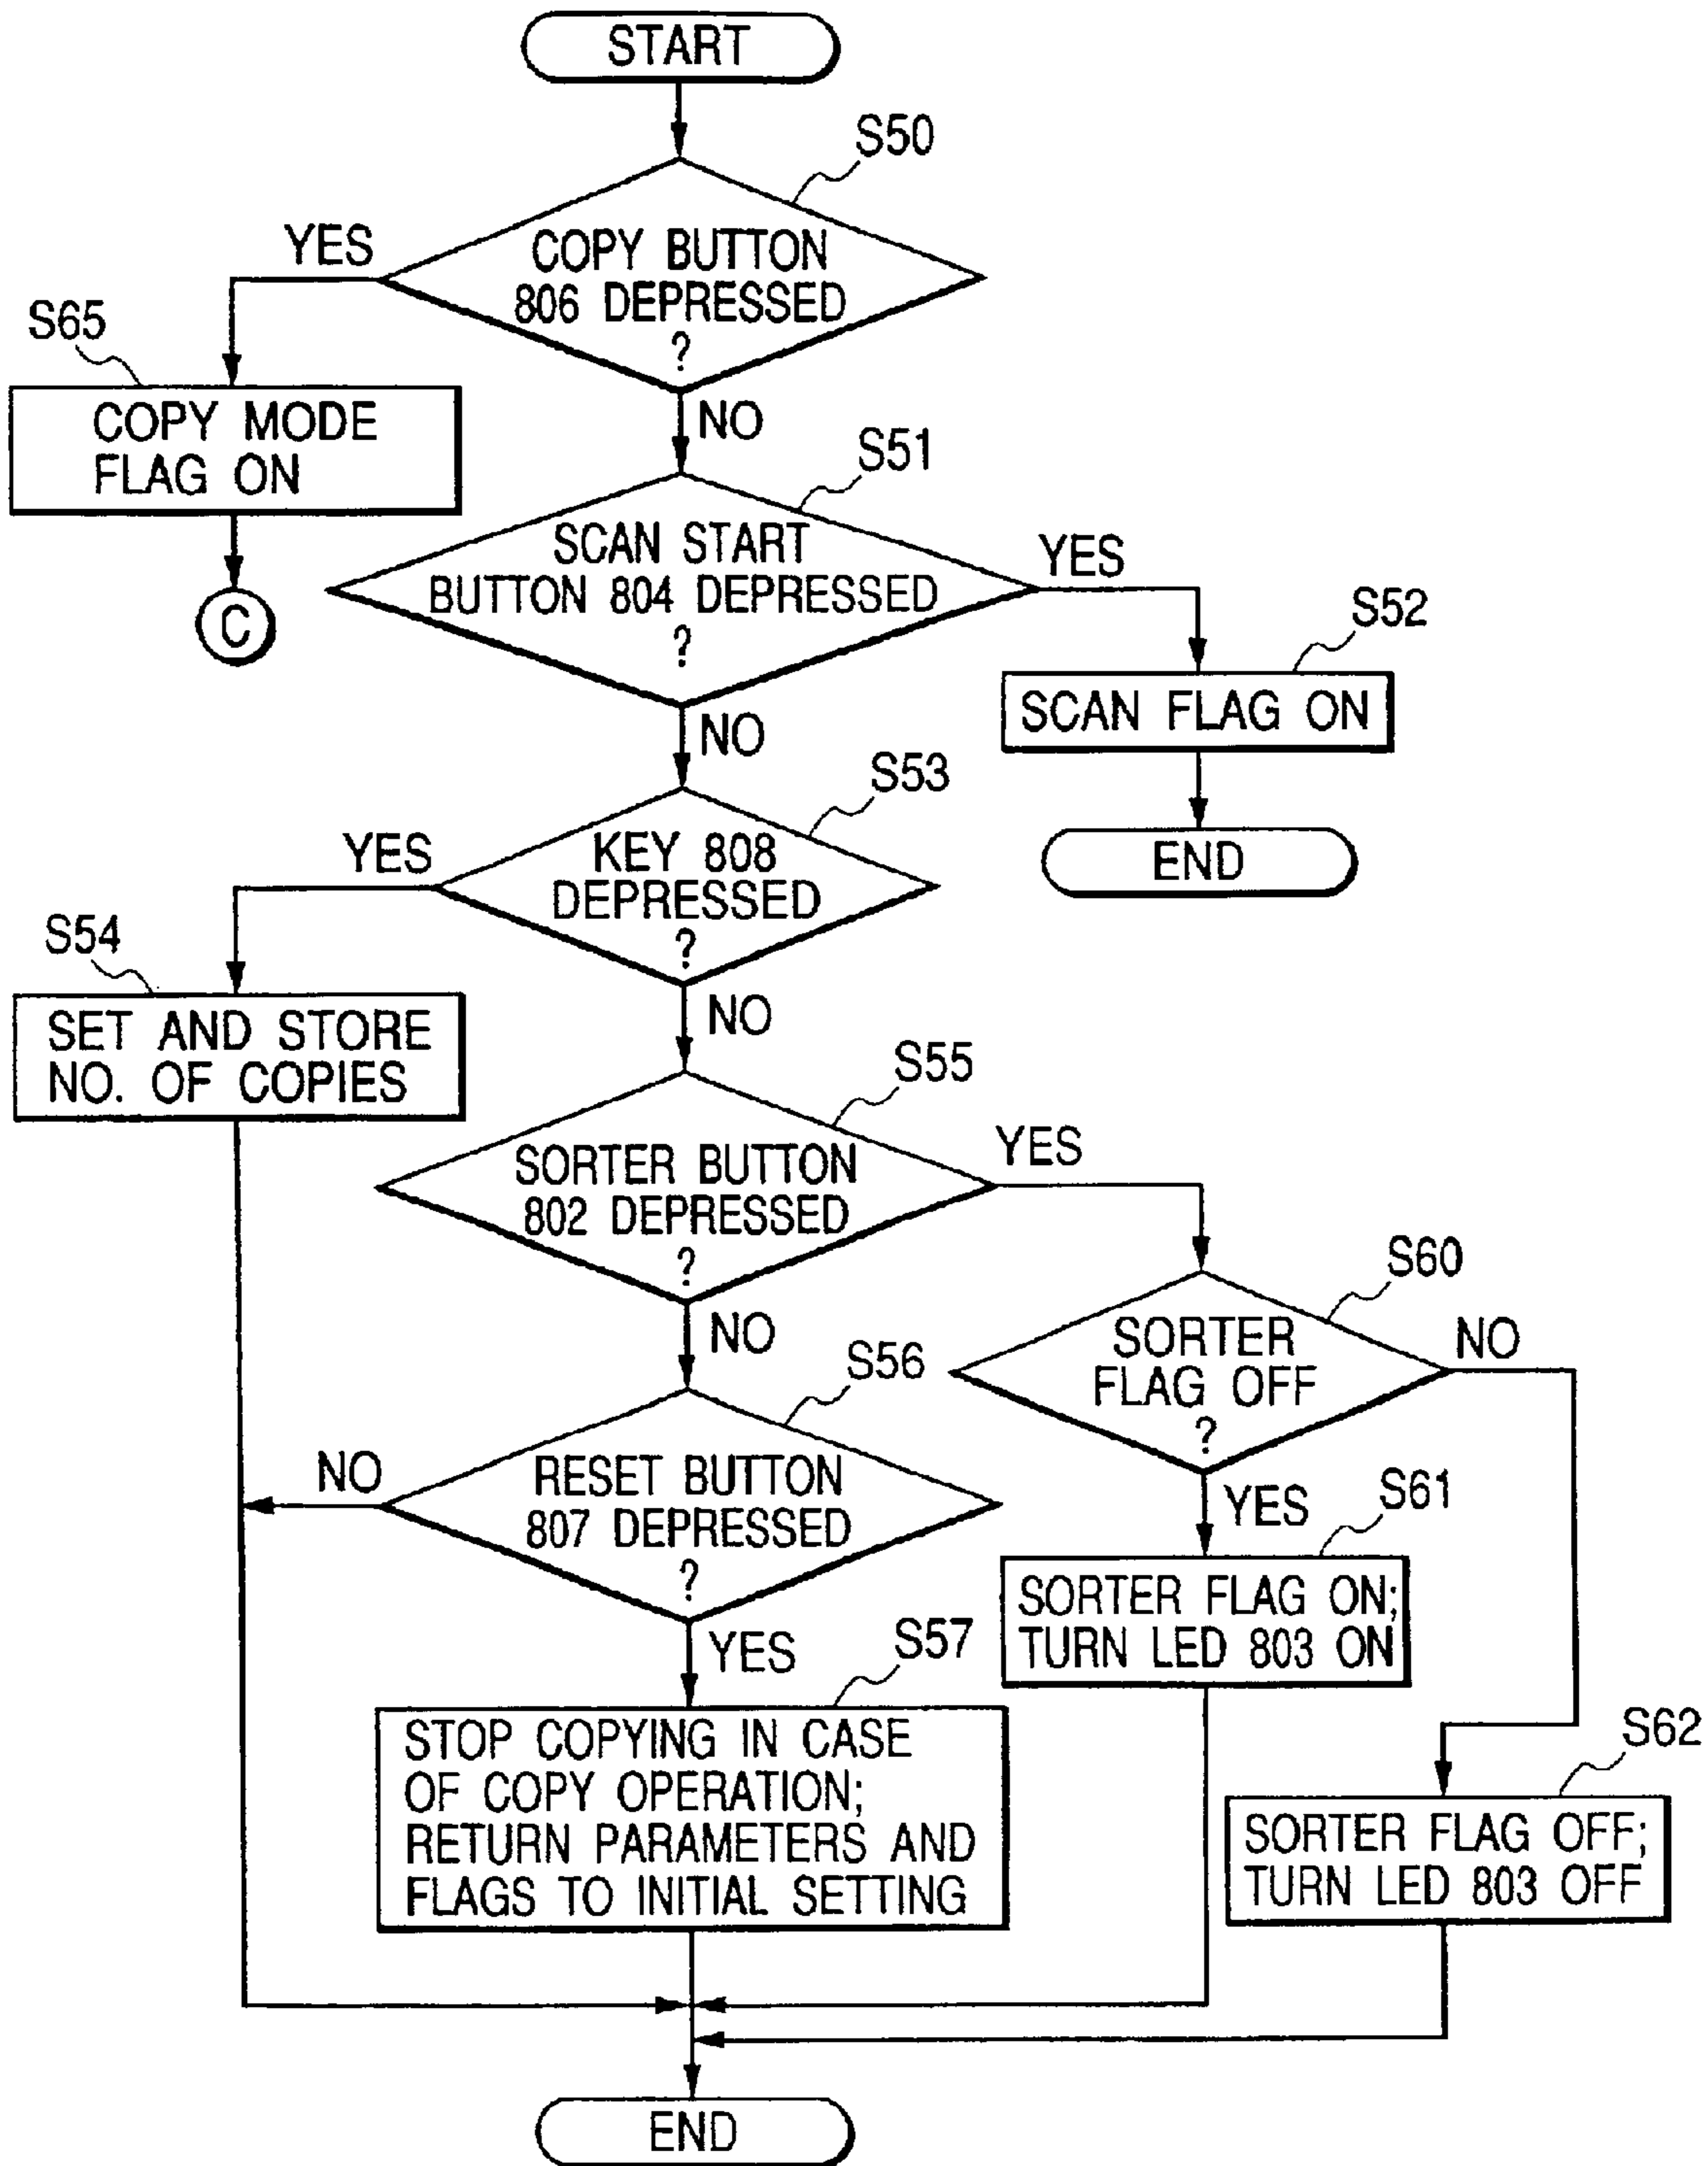 START
S50
COPY BUTTON
806 DEPRESSED
?
YES
S65
COPY MODE
FLAG ON
C
NO
S51
SCAN START
BUTTON 804 DEPRESSED
?
YES
S52
SCAN FLAG ON
END
NO
S53
KEY 808
DEPRESSED
?
YES
S54
SET AND STORE
NO. OF COPIES
NO
S55
SORTER BUTTON
802 DEPRESSED
?
YES
S60
SORTER
FLAG OFF
?
NO
NO
S56
RESET BUTTON
807 DEPRESSED
?
NO
YES
S61
SORTER FLAG ON;
TURN LED 803 ON
YES
S57
STOP COPYING IN CASE
OF COPY OPERATION;
RETURN PARAMETERS AND
FLAGS TO INITIAL SETTING
S62
SORTER FLAG OFF;
TURN LED 803 OFF
END